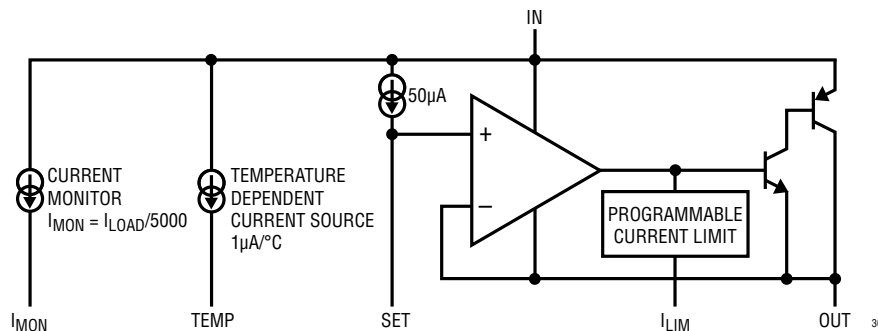 IN
50µA
+
–
CURRENT
MONITOR
I_MON = I_LOAD/5000
TEMPERATURE
DEPENDENT
CURRENT SOURCE
1µA/°C
PROGRAMMABLE
CURRENT LIMIT
I_MON
TEMP
SET
I_LIM
OUT